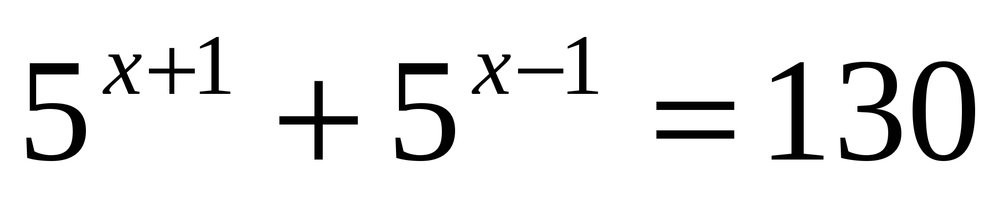 5^{x+1} + 5^{x−1} = 130